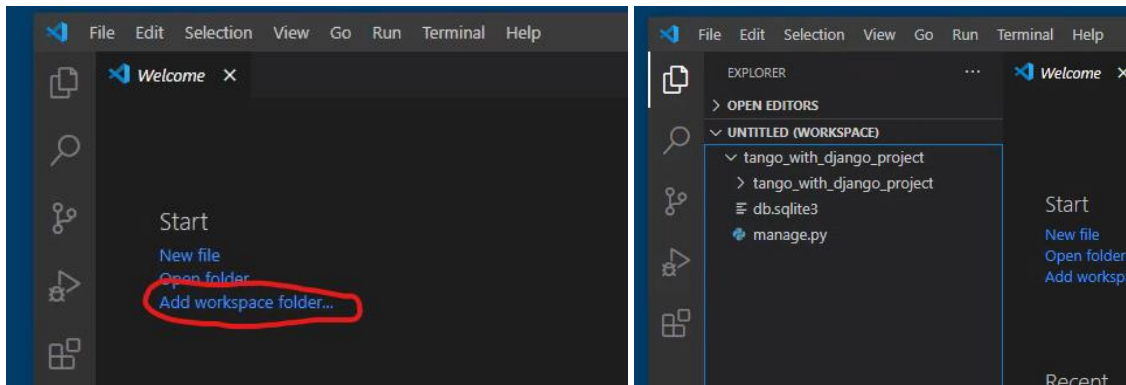 File Edit Selection View Go Run Terminal Help
Welcome
Start
New file
Open folder
Add workspace folder...
File Edit Selection View Go Run Terminal Help
EXPLORER ... Welcome
OPEN EDITORS
UNTITLED (WORKSPACE)
tango_with_django_project
tango_with_django_project
db.sqlite3
manage.py
Start
New file
Open folder
Add worksp
Recent